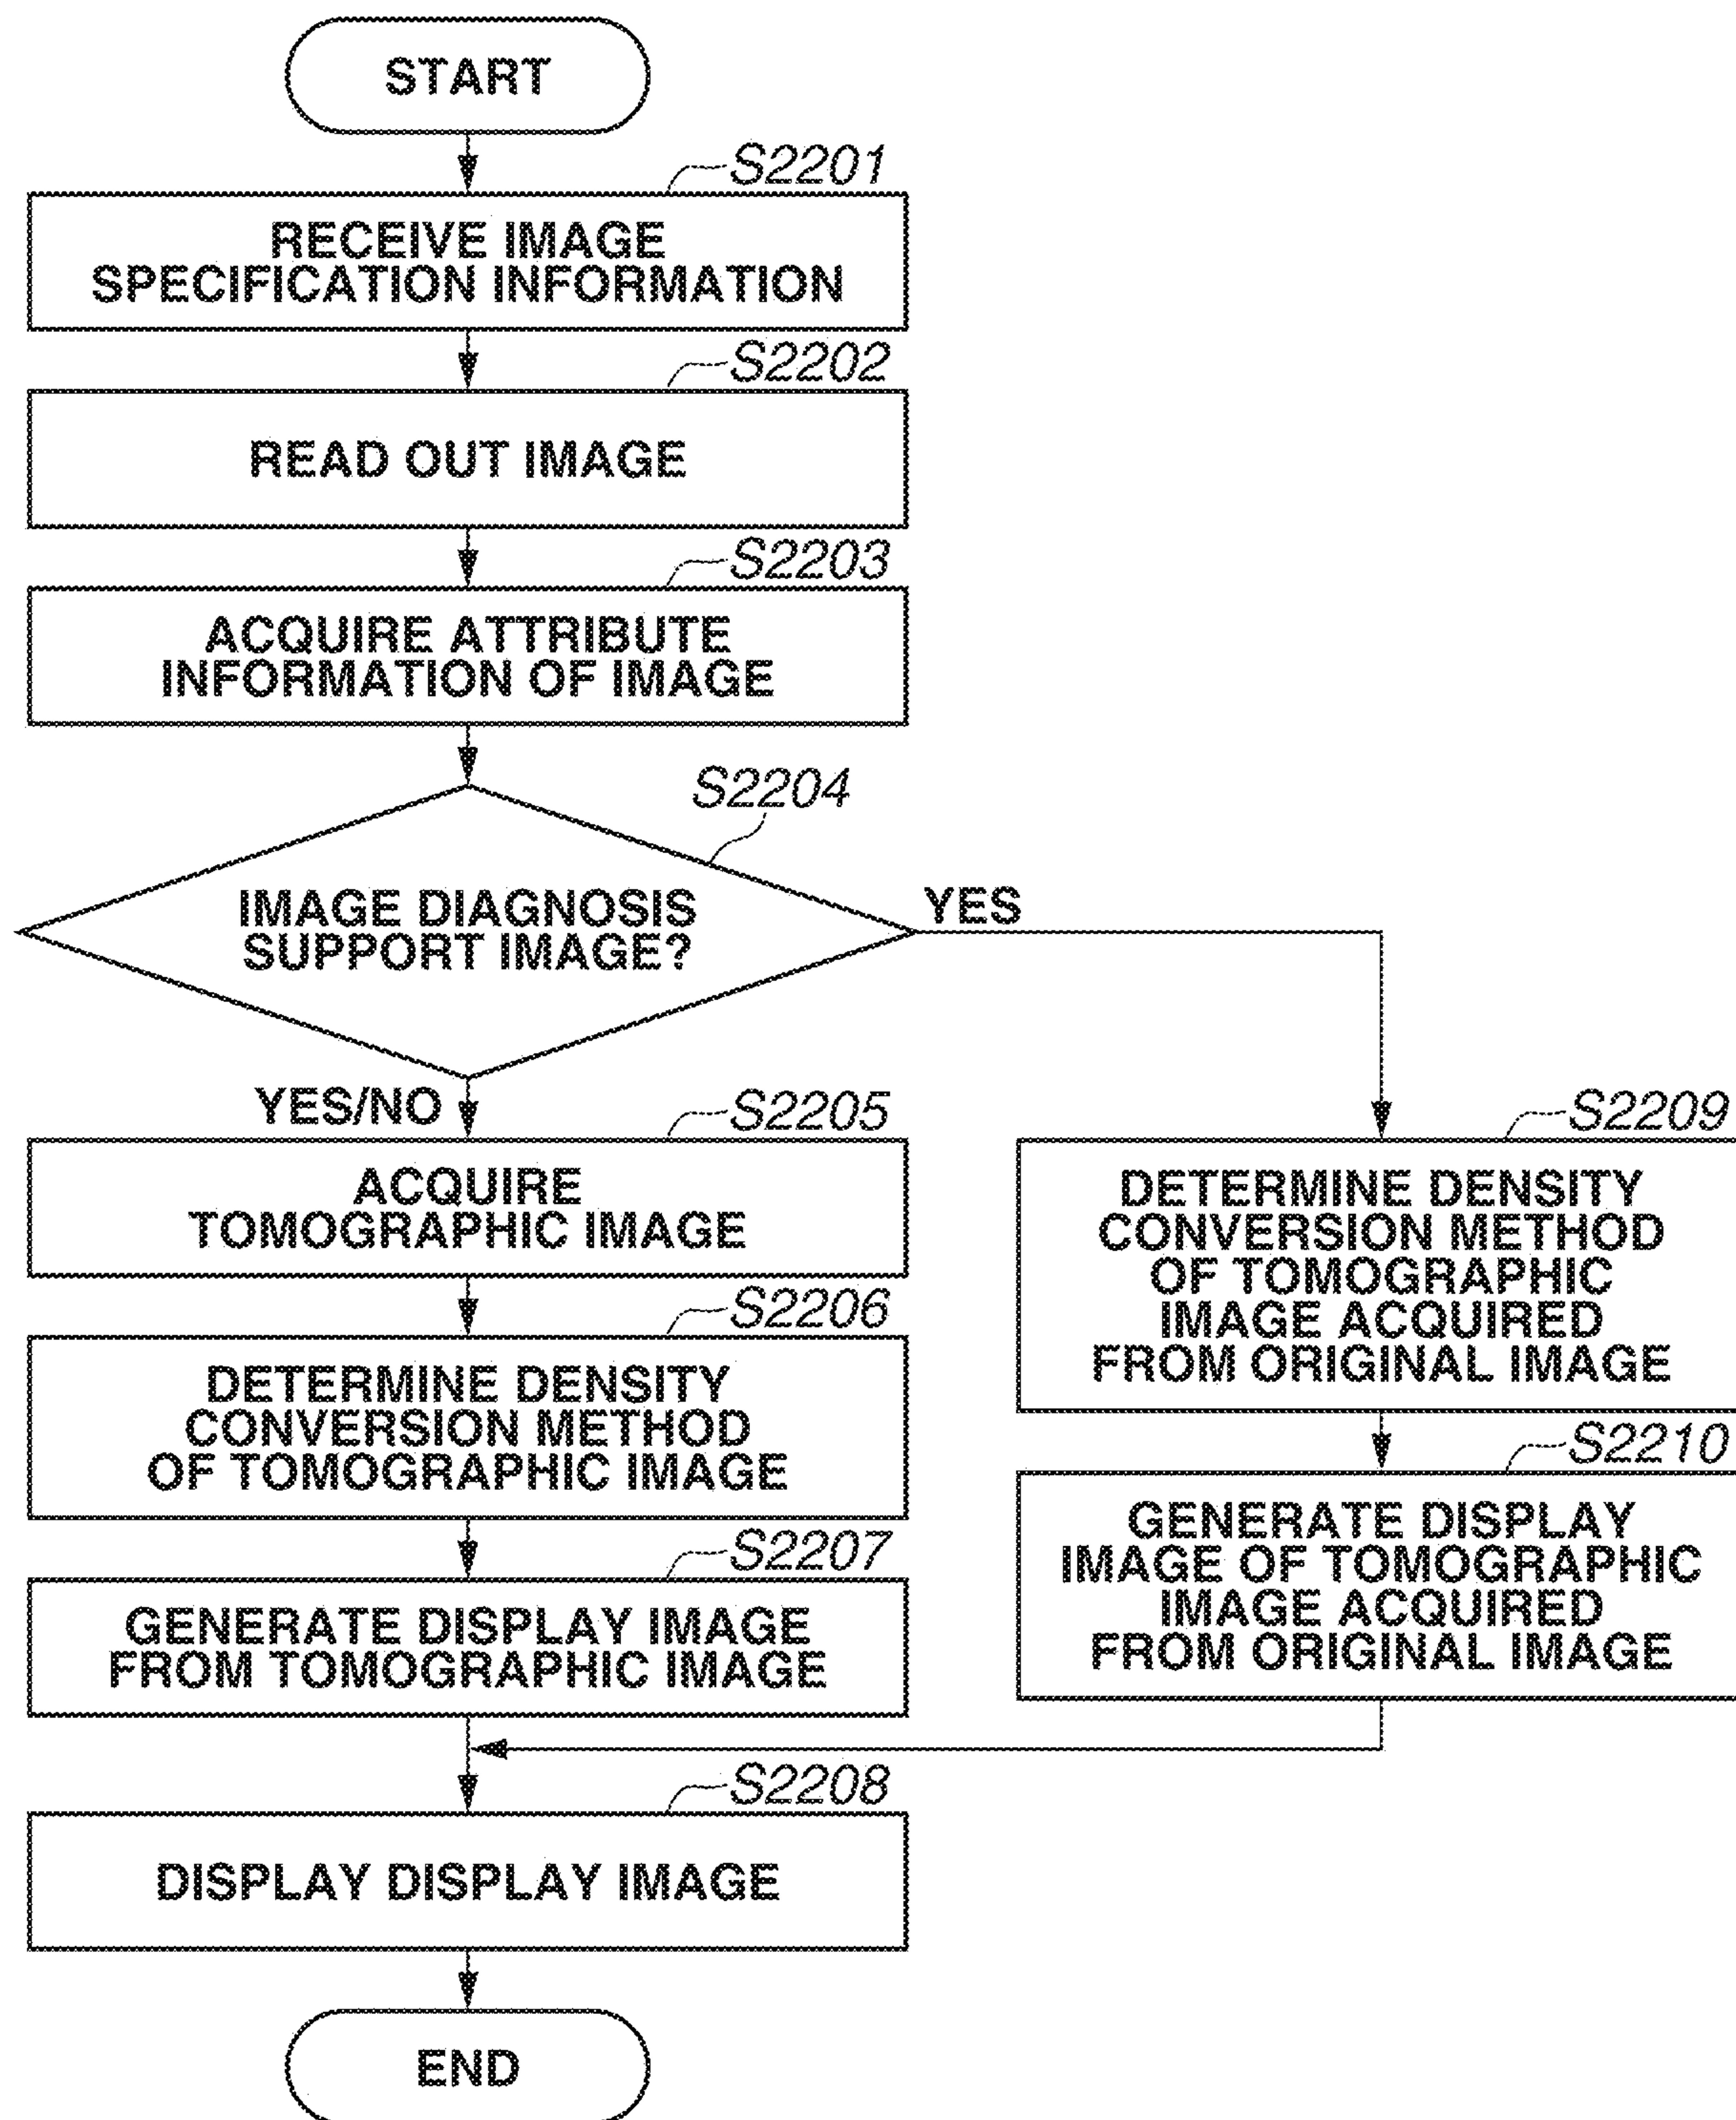 START
S2201
RECEIVE IMAGE
SPECIFICATION INFORMATION
S2202
READ OUT IMAGE
S2203
ACQUIRE ATTRIBUTE
INFORMATION OF IMAGE
S2204
IMAGE DIAGNOSIS
SUPPORT IMAGE?
YES
YES/NO
S2205
ACQUIRE
TOMOGRAPHIC IMAGE
S2206
DETERMINE DENSITY
CONVERSION METHOD
OF TOMOGRAPHIC IMAGE
S2207
GENERATE DISPLAY IMAGE
FROM TOMOGRAPHIC IMAGE
S2209
DETERMINE DENSITY
CONVERSION METHOD
OF TOMOGRAPHIC
IMAGE ACQUIRED
FROM ORIGINAL IMAGE
S2210
GENERATE DISPLAY
IMAGE OF TOMOGRAPHIC
IMAGE ACQUIRED
FROM ORIGINAL IMAGE
S2208
DISPLAY DISPLAY IMAGE
END